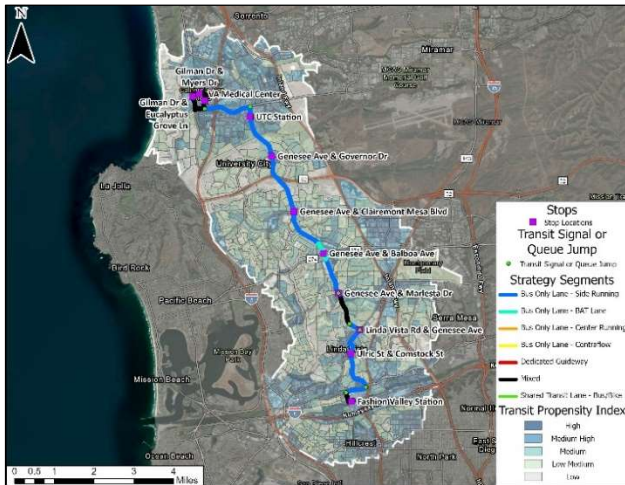 Sorrento
Miramar
N
Gilman Dr &
Myers Dr
VA Medical Center
Gilman Dr &
Eucalyptus
Grove Ln
UTC Station
Genesee Ave & Governor Dr
University City
La Jolla
Genesee Ave & Clairemont Mesa Blvd
Genesee Ave & Balboa Ave
Bird Rock
Genesee Ave & Marlesta Dr
Pacific Beach
Serra Mesa
Linda Vista Rd & Genesee Ave
Ulric St & Comstock St
Mission Bay
Park
Mission Beach
Fashion Valley Station
Hillcrest
North Park
Ocean Beach
0 0.5 1 2 3 4
Miles
Stops
Stop Locations
Transit Signal or
Queue Jump
Transit Signal or Queue Jump
Strategy Segments
Bus Only Lane - Side Running
Bus Only Lane - BAT Lane
Bus Only Lane - Center Running
Bus Only Lane - Contraflow
Dedicated Guideway
Mixed
Shared Transit Lane - Bus/Bike
Transit Propensity Index
High
Medium High
Medium
Low Medium
Low